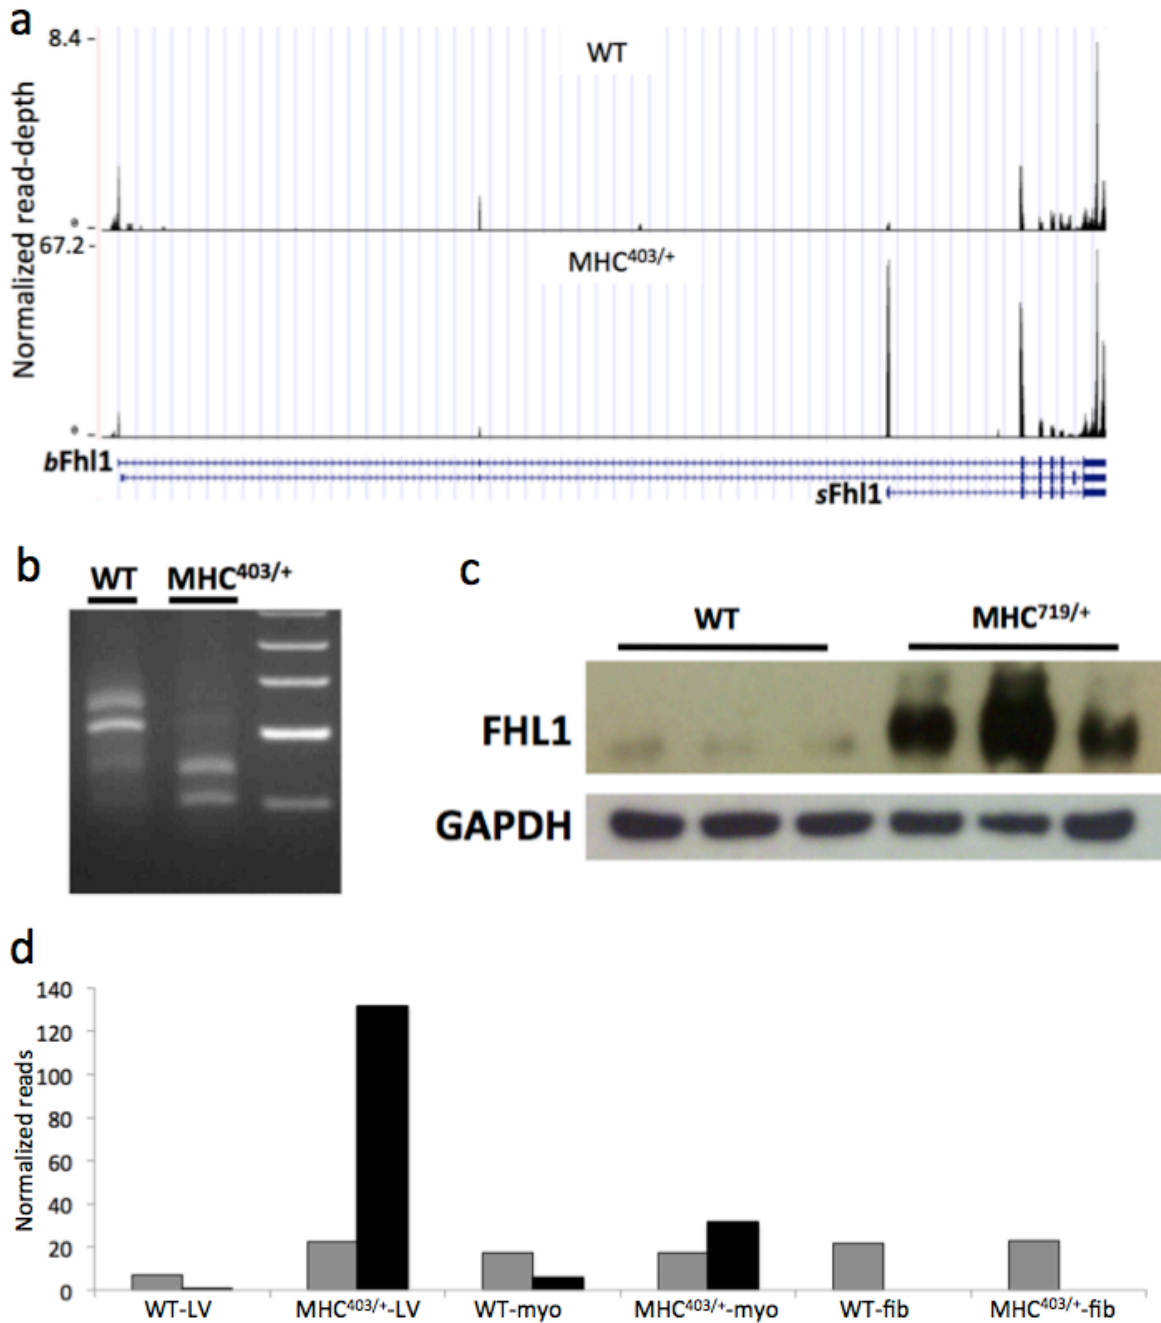 a
8.4
WT
Normalized read-depth
0
67.2
MHC403/+
0
bFhl1
sFhl1
b
WT MHC403/+
c
WT MHC719/+
FHL1
GAPDH
d
Normalized reads
140
120
100
80
60
40
20
0
WT-LV MHC403/+-LV WT-myo MHC403/+-myo WT-fib MHC403/+-fib